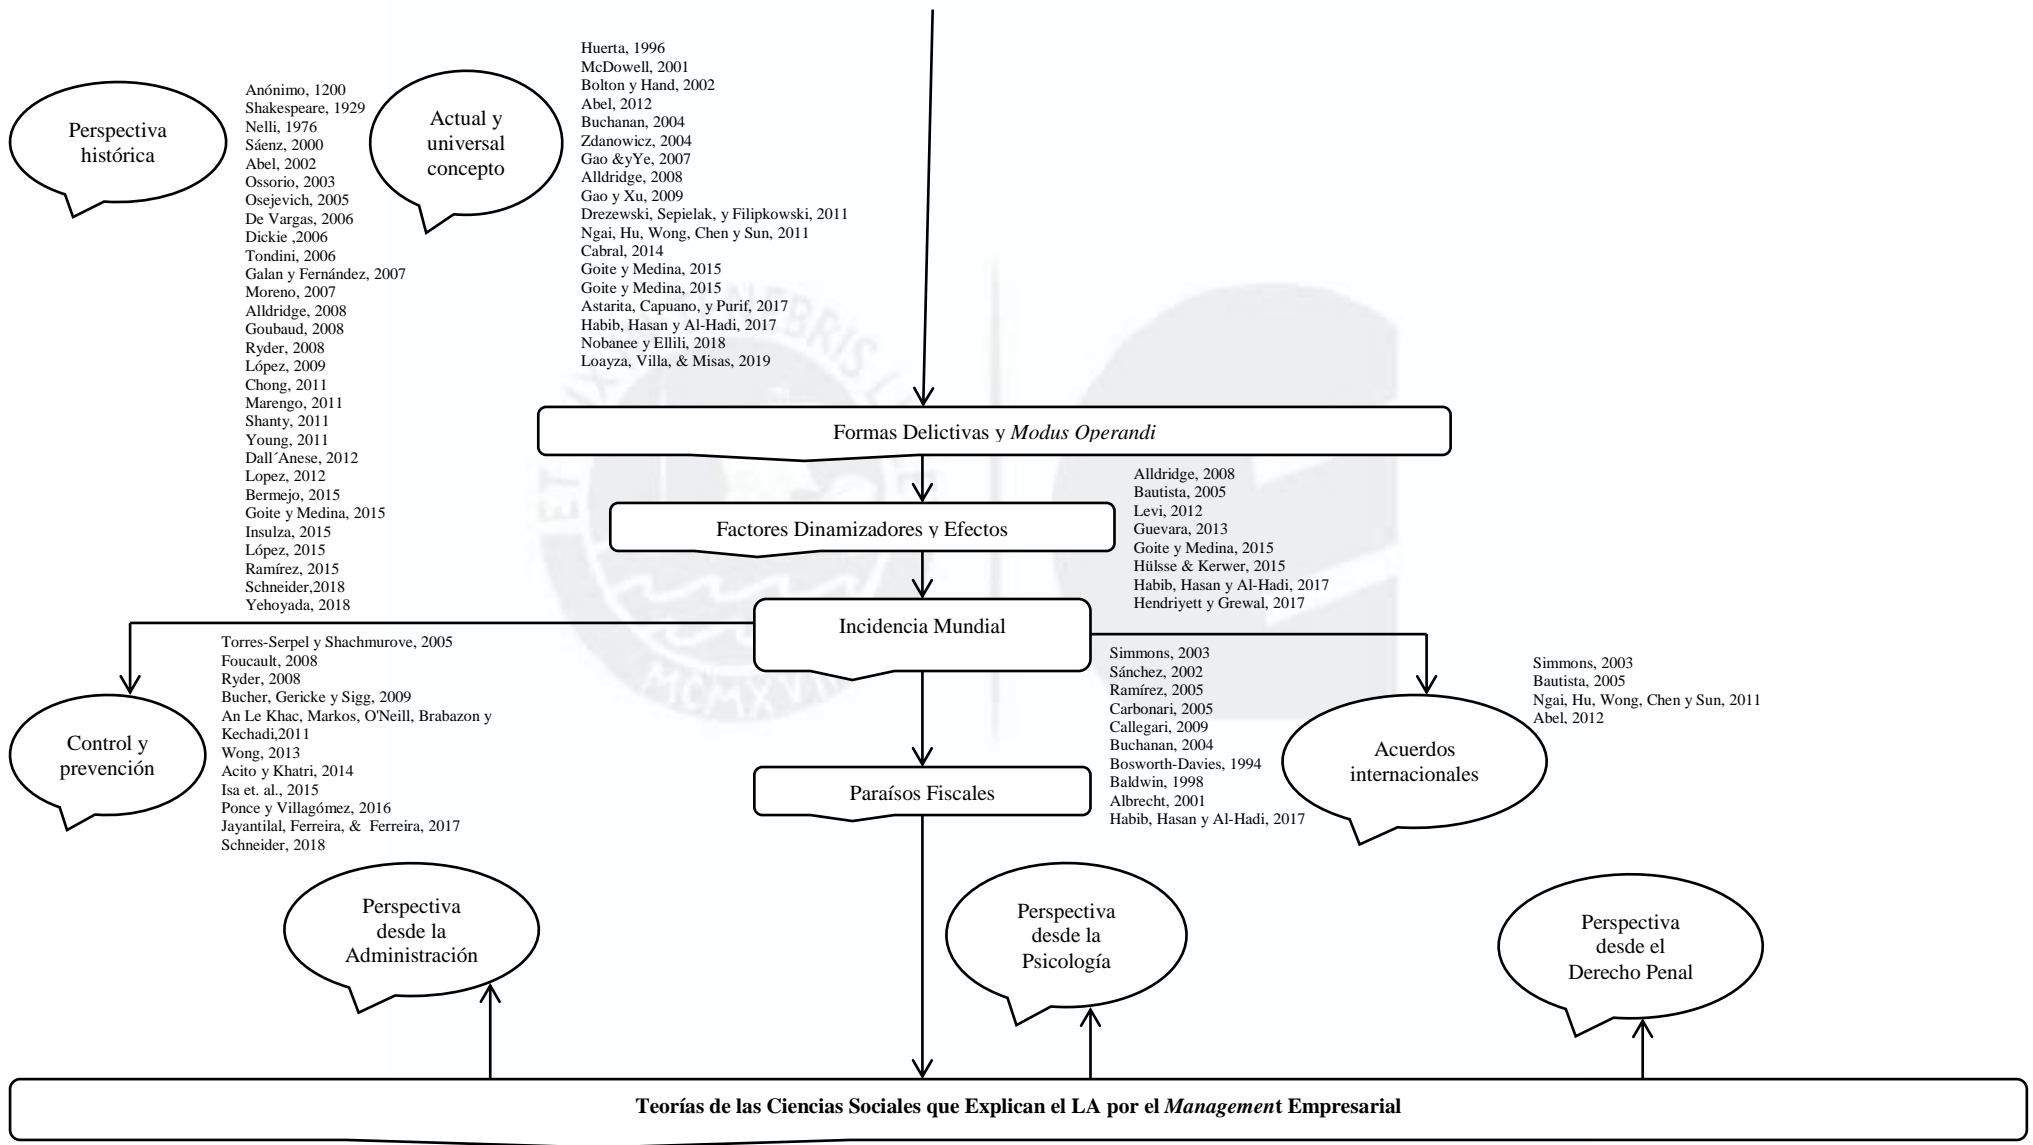 Perspectiva
histórica
Anónimo, 1200
Shakespeare, 1929
Nelli, 1976
Sáenz, 2000
Abel, 2002
Ossorio, 2003
Osejevich, 2005
De Vargas, 2006
Dickie ,2006
Tondini, 2006
Galan y Fernández, 2007
Moreno, 2007
Alldridge, 2008
Goubaud, 2008
Ryder, 2008
López, 2009
Chong, 2011
Marengo, 2011
Shanty, 2011
Young, 2011
Dall´Anese, 2012
Lopez, 2012
Bermejo, 2015
Goite y Medina, 2015
Insulza, 2015
López, 2015
Ramírez, 2015
Schneider,2018
Yehoyada, 2018
Actual y
universal
concepto
Huerta, 1996
McDowell, 2001
Bolton y Hand, 2002
Abel, 2012
Buchanan, 2004
Zdanowicz, 2004
Gao &yYe, 2007
Alldridge, 2008
Gao y Xu, 2009
Drezewski, Sepielak, y Filipkowski, 2011
Ngai, Hu, Wong, Chen y Sun, 2011
Cabral, 2014
Goite y Medina, 2015
Goite y Medina, 2015
Astarita, Capuano, y Purif, 2017
Habib, Hasan y Al-Hadi, 2017
Nobanee y Ellili, 2018
Loayza, Villa, & Misas, 2019
Formas Delictivas y Modus Operandi
Factores Dinamizadores y Efectos
Alldridge, 2008
Bautista, 2005
Levi, 2012
Guevara, 2013
Goite y Medina, 2015
Hülsse & Kerwer, 2015
Habib, Hasan y Al-Hadi, 2017
Hendriyett y Grewal, 2017
Incidencia Mundial
Control y
prevención
Torres-Serpel y Shachmurove, 2005
Foucault, 2008
Ryder, 2008
Bucher, Gericke y Sigg, 2009
An Le Khac, Markos, O'Neill, Brabazon y
Kechadi,2011
Wong, 2013
Acito y Khatri, 2014
Isa et. al., 2015
Ponce y Villagómez, 2016
Jayantilal, Ferreira, &  Ferreira, 2017
Schneider, 2018
Paraísos Fiscales
Simmons, 2003
Sánchez, 2002
Ramírez, 2005
Carbonari, 2005
Callegari, 2009
Buchanan, 2004
Bosworth-Davies, 1994
Baldwin, 1998
Albrecht, 2001
Habib, Hasan y Al-Hadi, 2017
Acuerdos
internacionales
Simmons, 2003
Bautista, 2005
Ngai, Hu, Wong, Chen y Sun, 2011
Abel, 2012
Perspectiva
desde la
Administración
Perspectiva
desde la
Psicología
Perspectiva
desde el
Derecho Penal
Teorías de las Ciencias Sociales que Explican el LA por el Management Empresarial
MCMXVII